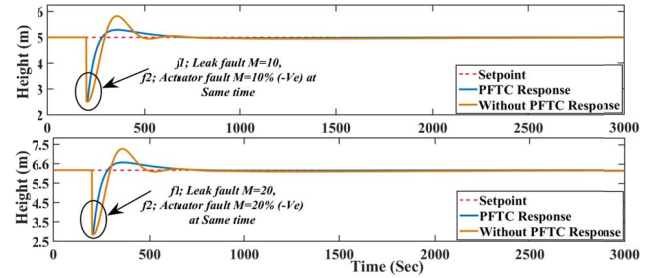 6
5
4
3
2
Height (m)
f1; Leak fault M=10,
f2; Actuator fault M=10% (-Ve) at
Same time
Setpoint
PFTC Response
Without PFTC Response
0 500 1000 1500 2000 2500 3000
7.5
6.5
5.5
4.5
3.5
2.5
Height (m)
f1; Leak fault M=20,
f2; Actuator fault M=20% (-Ve)
at Same time
Setpoint
PFTC Response
Without PFTC Response
0 500 1000 1500 2000 2500 3000
Time (Sec)